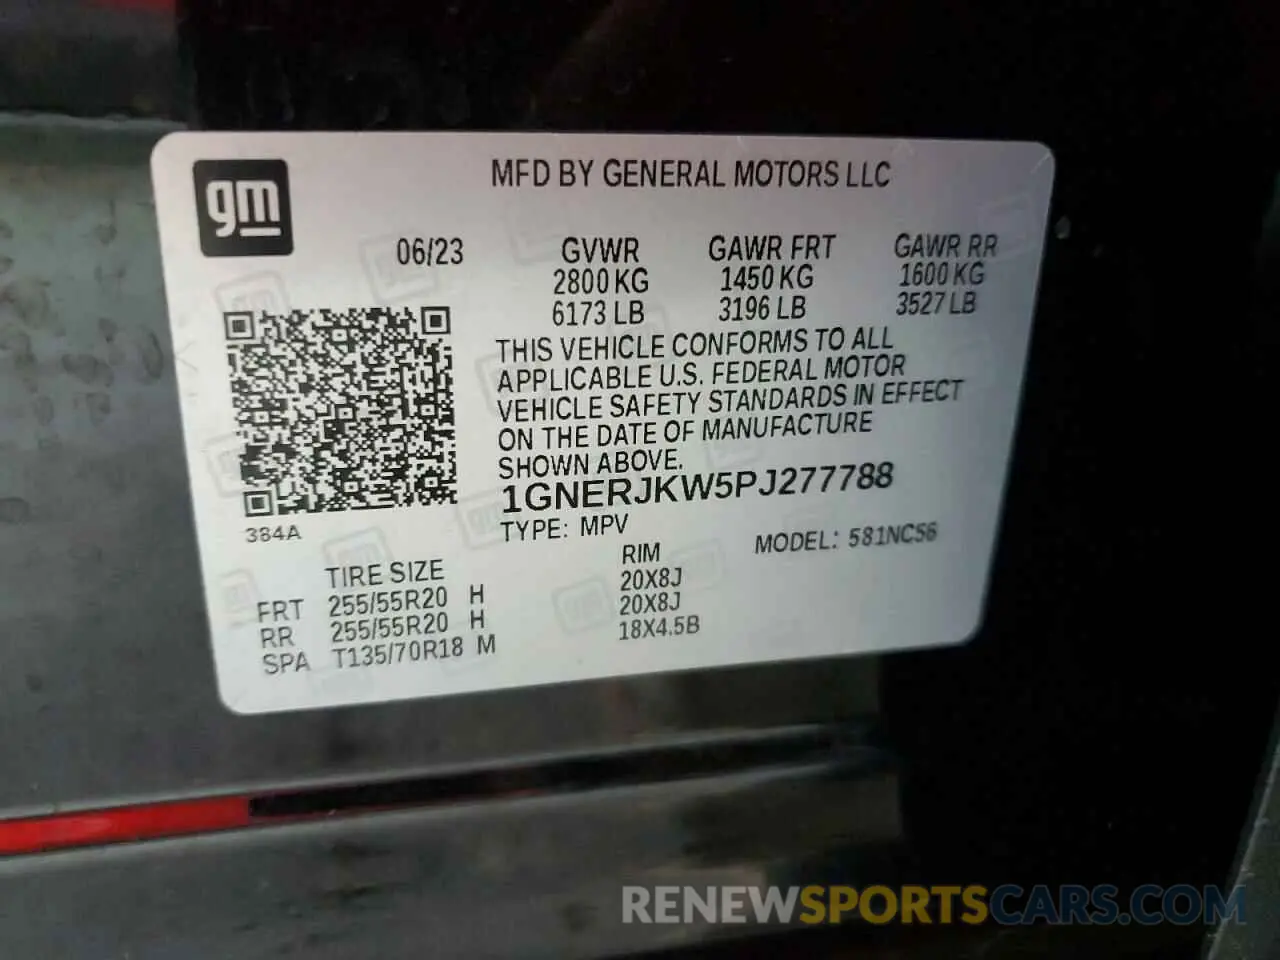 gm
MFD BY GENERAL MOTORS LLC
06/23 GVWR GAWR FRT GAWR RR
2800 KG 1450 KG 1600 KG
6173 LB 3196 LB 3527 LB
THIS VEHICLE CONFORMS TO ALL
APPLICABLE U.S. FEDERAL MOTOR
VEHICLE SAFETY STANDARDS IN EFFECT
ON THE DATE OF MANUFACTURE
SHOWN ABOVE.
1GNERJKW5PJ277788
384A
TYPE: MPV MODEL: 581NC56
TIRE SIZE RIM
FRT 255/55R20 H 20X8J
RR 255/55R20 H 20X8J
SPA T135/70R18 M 18X4.5B
RENEWSPORTSCARS.COM